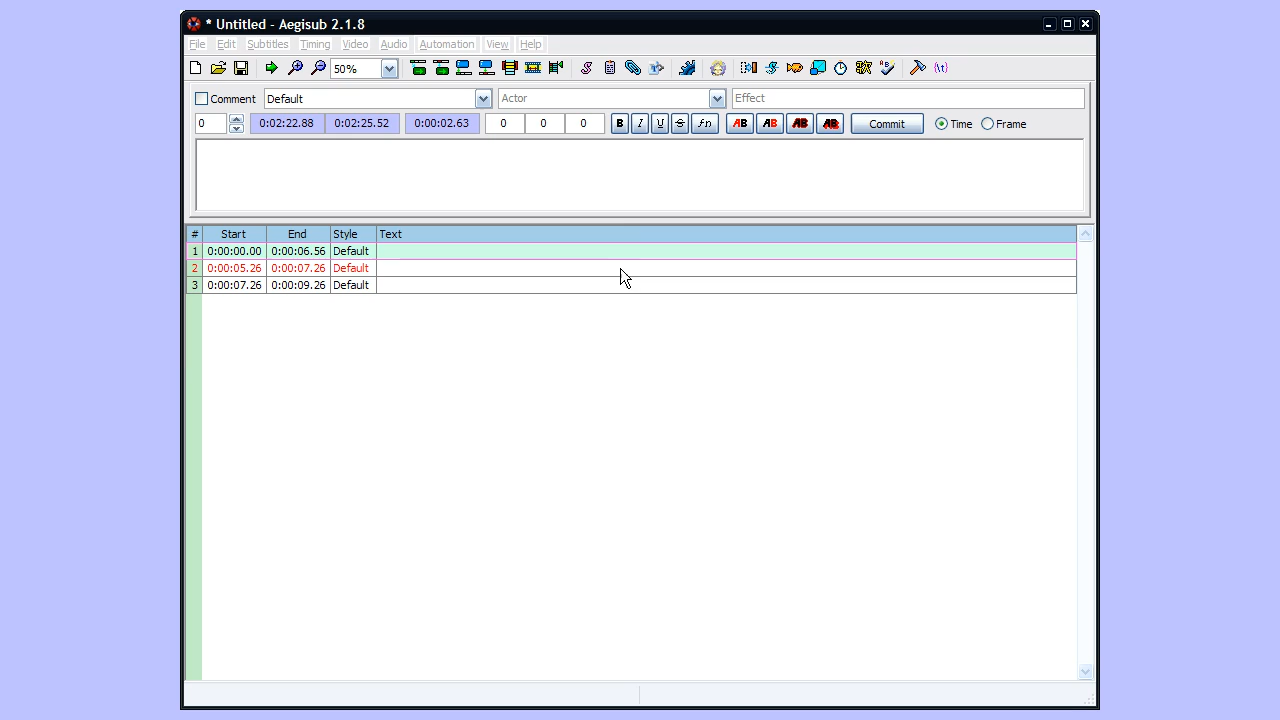 * Untitled - Aegisub 2.1.8
File Edit Subtitles Timing Video Audio Automation View Help
50%
Comment Default Actor Effect
0 0:02:22.88 0:02:25.52 0:00:02.63 0 0 0 B I U S fn AB AB AB AB Commit Time Frame
# Start End Style Text
1 0:00:00.00 0:00:06.56 Default
2 0:00:05.26 0:00:07.26 Default
3 0:00:07.26 0:00:09.26 Default